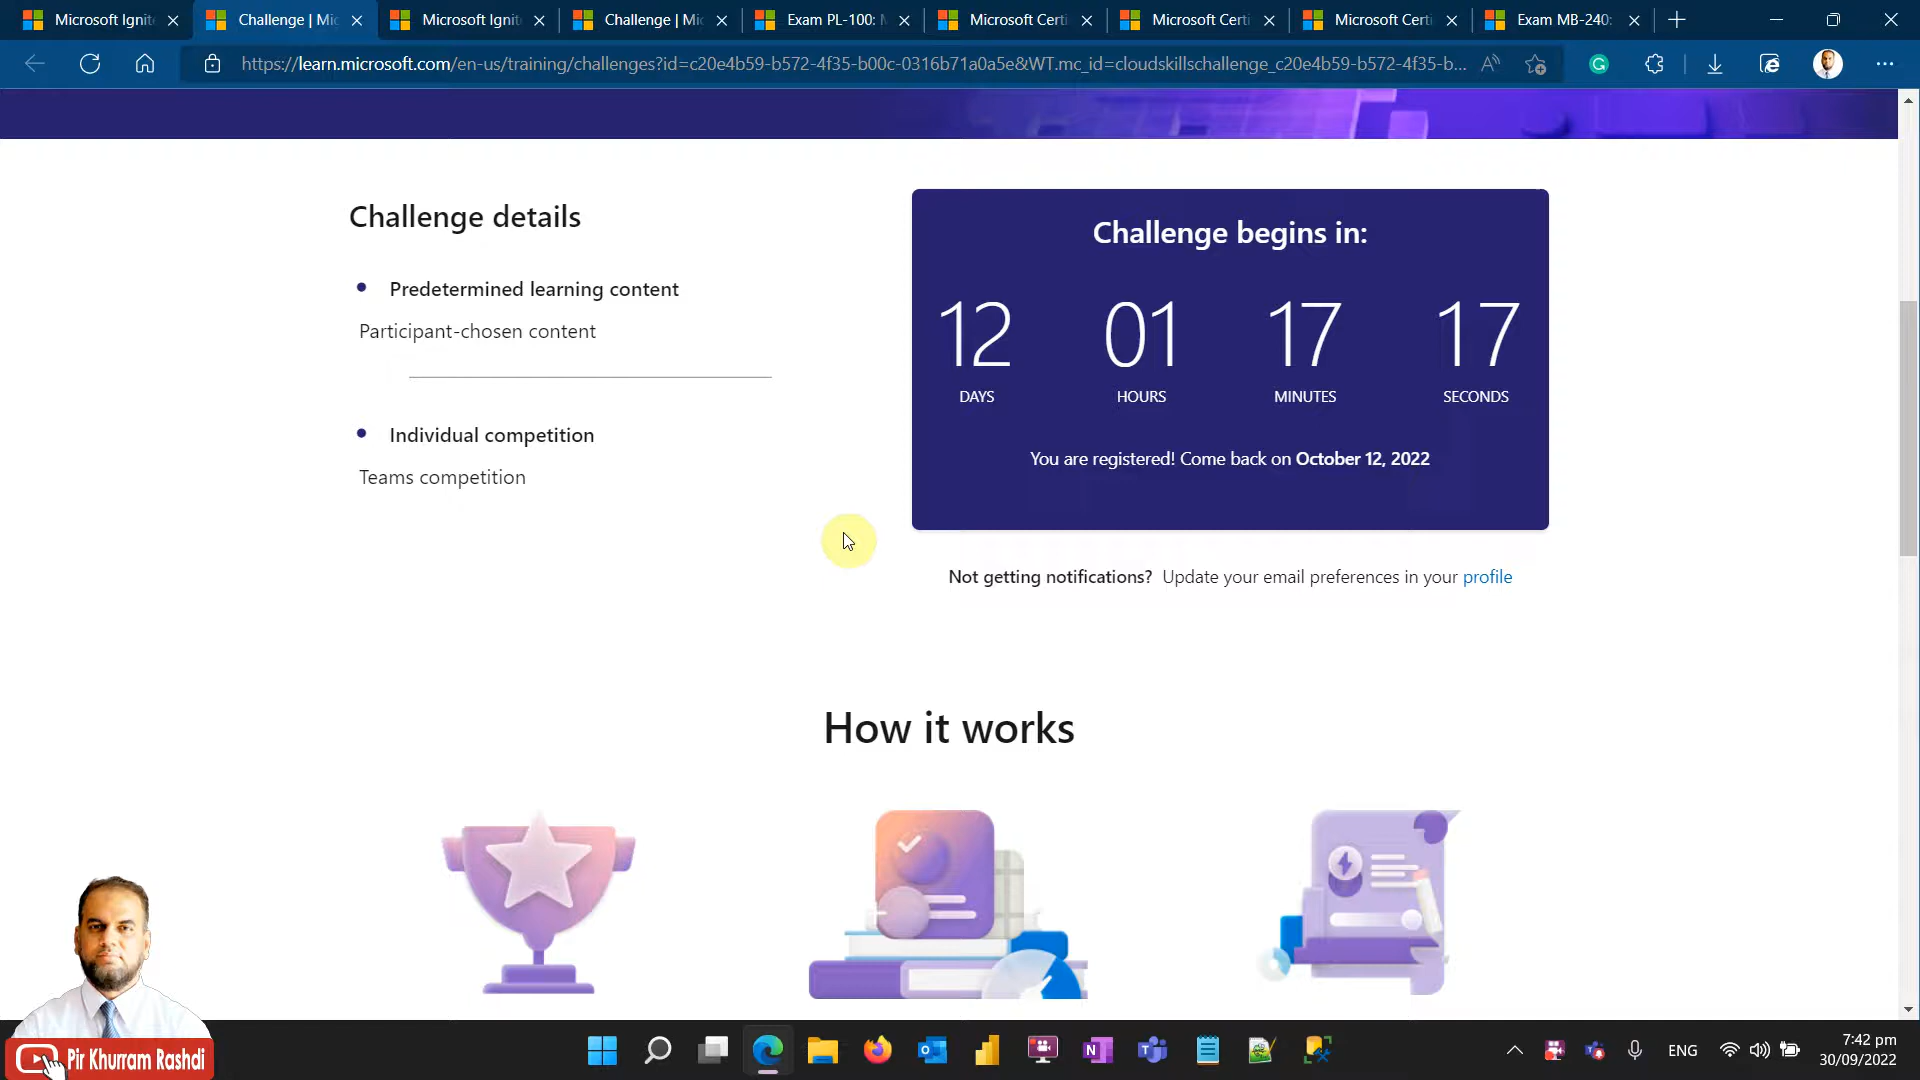 Microsoft Ignit
Challenge | Mic
Microsoft Ignit
Challenge | Mic
Exam PL-100: M
Microsoft Certi
Microsoft Certi
Microsoft Certi
Exam MB-240:
https://learn.microsoft.com/en-us/training/challenges?id=c20e4b59-b572-4f35-b00c-0316b71a0a5e&WT.mc_id=cloudskillschallenge_c20e4b59-b572-4f35-b...
Challenge details
Predetermined learning content
Participant-chosen content
Individual competition
Teams competition
Challenge begins in:
12 01 17 17
DAYS HOURS MINUTES SECONDS
You are registered! Come back on October 12, 2022
Not getting notifications? Update your email preferences in your profile
How it works
Pir Khurram Rashdi
ENG
7:42 pm
30/09/2022